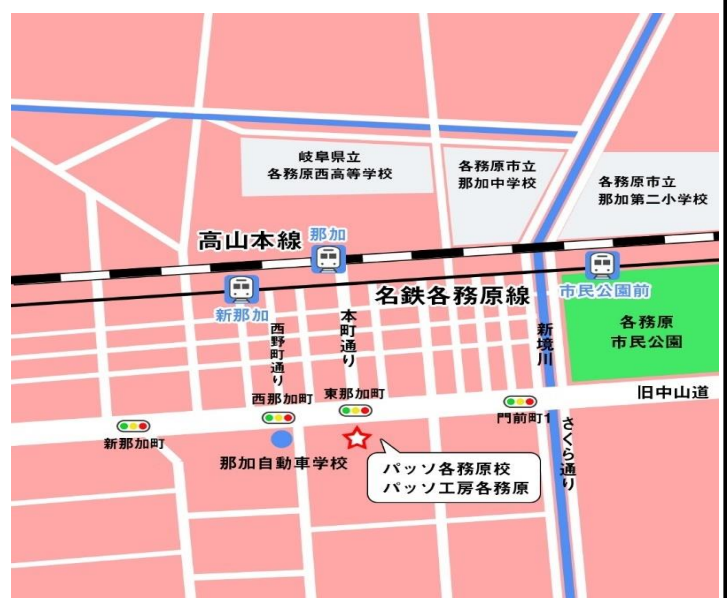 岐阜県立
各務原西高等学校
各務原市立
那加中学校
各務原市立
那加第二小学校
高山本線
那加
新那加
名鉄各務原線
市民公園前
西野町通り
本町通り
新境川
各務原
市民公園
旧中山道
西那加町
東那加町
門前町1
新那加町
那加自動車学校
さくら通り
パッソ各務原校
パッソ工房各務原